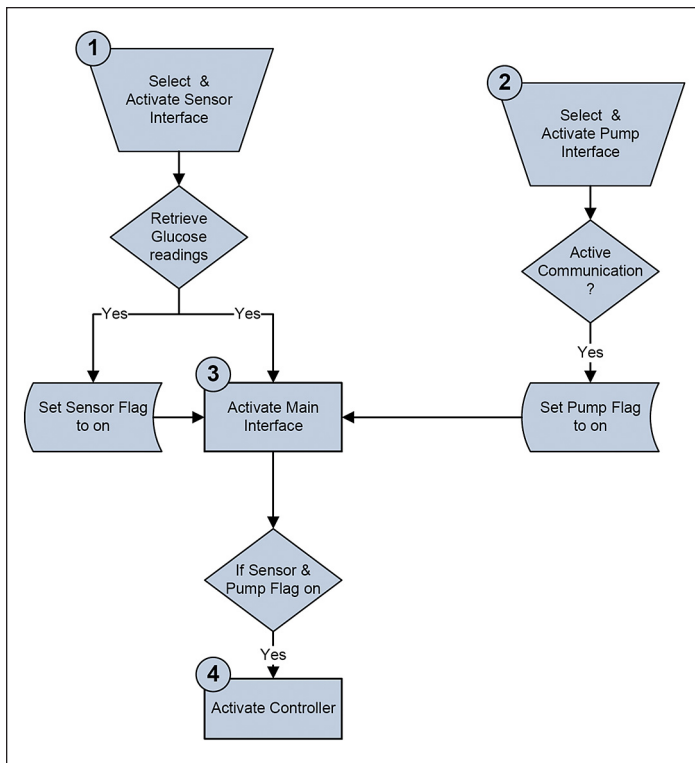 1
Select &
Activate Sensor
Interface
2
Select &
Activate Pump
Interface
Retrieve
Glucose
readings
Active
Communication
?
Yes
Yes
Yes
3
Set Sensor Flag
to on
Activate Main
Interface
Set Pump Flag
to on
If Sensor &
Pump Flag on
Yes
4
Activate Controller